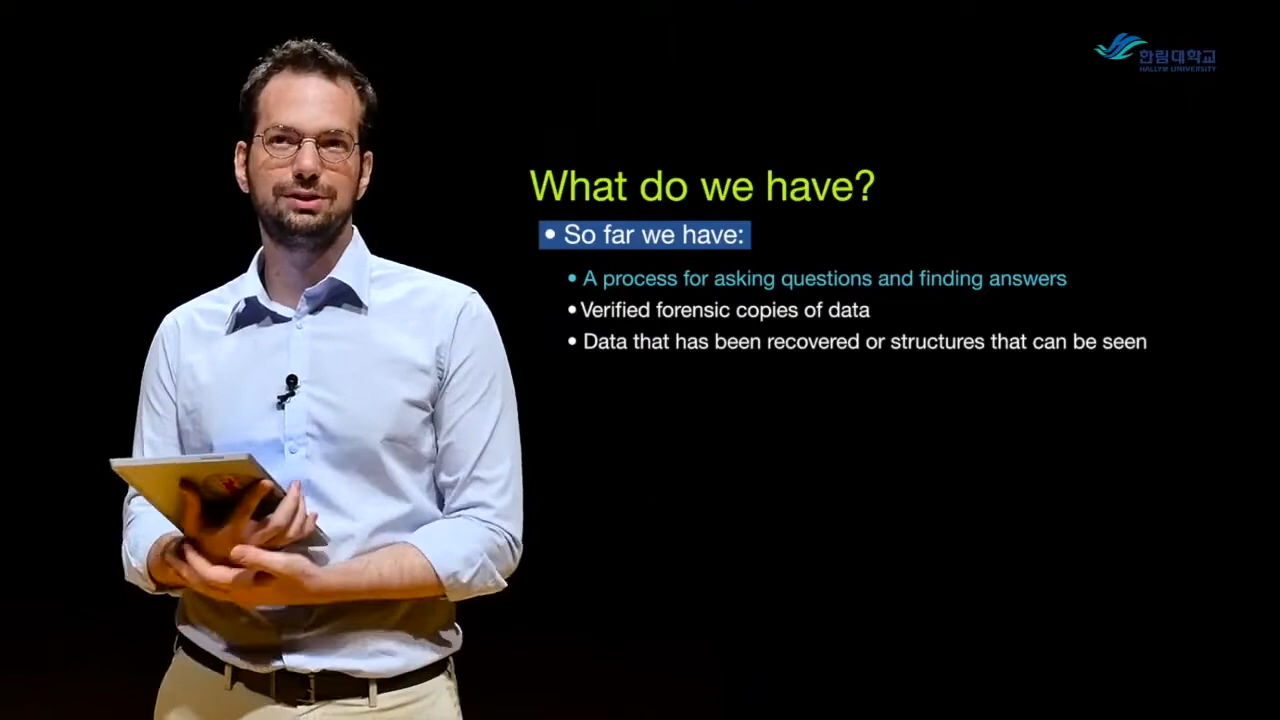 한림대학교
HALLYM UNIVERSITY
What do we have?
• So far we have:
• A process for asking questions and finding answers
• Verified forensic copies of data
• Data that has been recovered or structures that can be seen